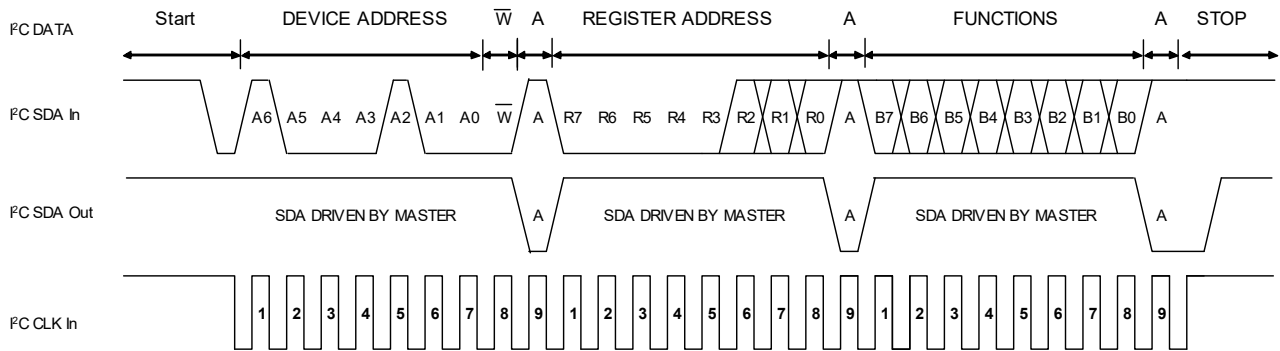 I²C DATA Start DEVICE ADDRESS W̅ A REGISTER ADDRESS A FUNCTIONS A STOP
I²C SDA In A6 A5 A4 A3 A2 A1 A0 W̅ A R7 R6 R5 R4 R3 R2 R1 R0 A B7 B6 B5 B4 B3 B2 B1 B0 A
I²C SDA Out SDA DRIVEN BY MASTER A SDA DRIVEN BY MASTER A SDA DRIVEN BY MASTER A
I²C CLK In 1 2 3 4 5 6 7 8 9 1 2 3 4 5 6 7 8 9 1 2 3 4 5 6 7 8 9